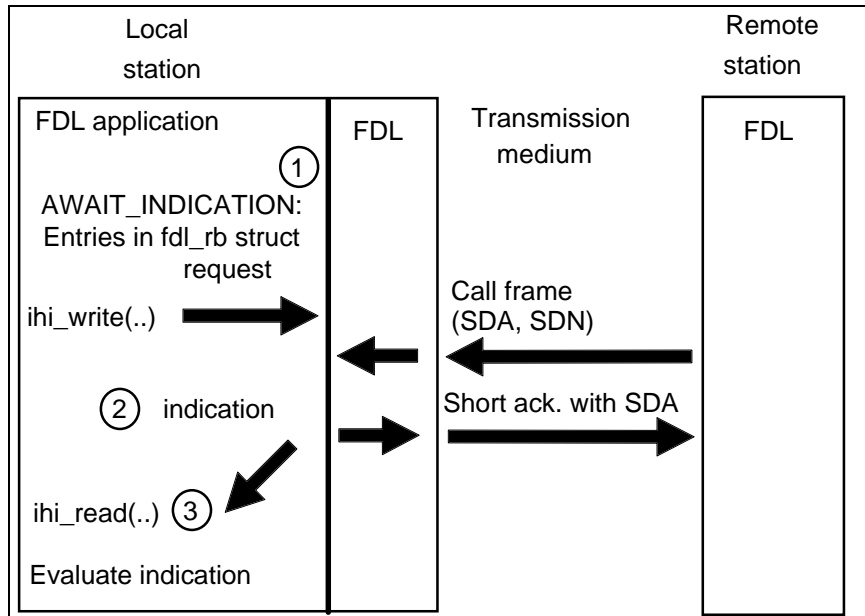 Local
station
Remote
station
FDL application
FDL
Transmission
medium
FDL
1
AWAIT_INDICATION:
Entries in fdl_rb struct
request
ihi_write(..)
Call frame
(SDA, SDN)
2 indication
Short ack. with SDA
ihi_read(..) 3
Evaluate indication